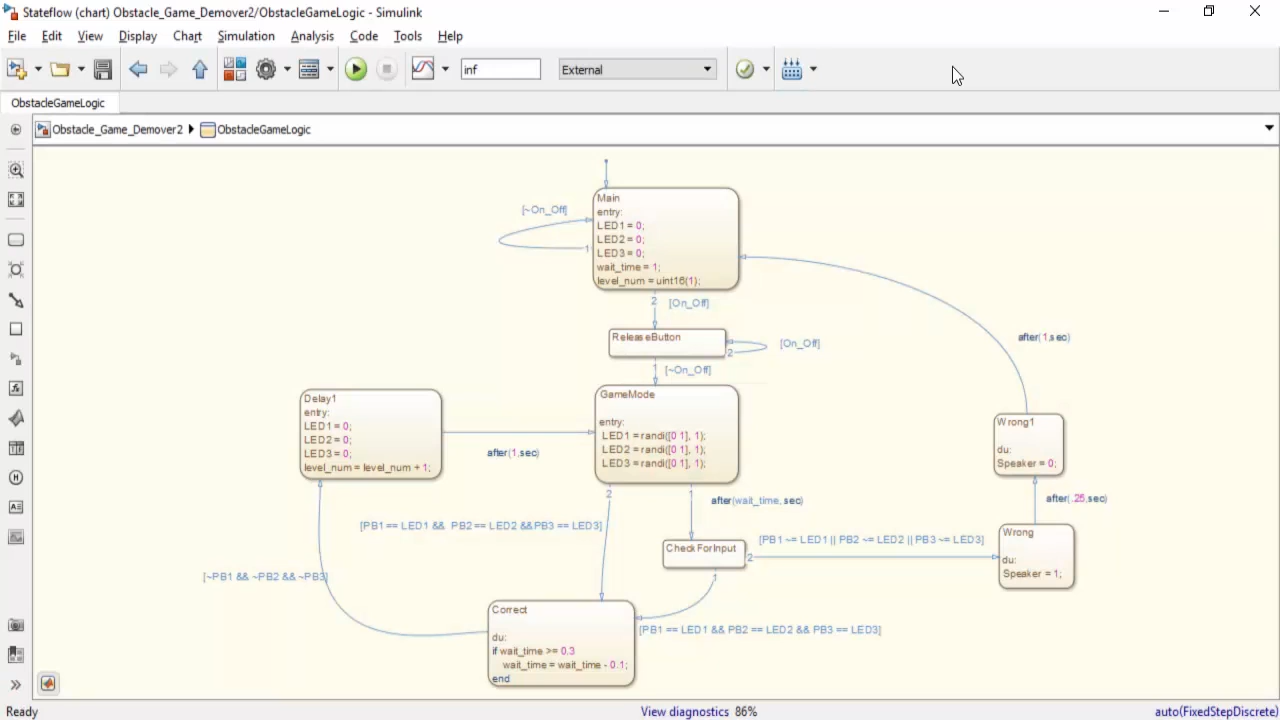 Stateflow (chart) Obstacle_Game_Demover2/ObstacleGameLogic - Simulink
File Edit View Display Chart Simulation Analysis Code Tools Help
inf External
ObstacleGameLogic
Obstacle_Game_Demover2 ObstacleGameLogic
Main
entry:
LED1 = 0;
LED2 = 0;
LED3 = 0;
wait_time = 1;
level_num = uint16(1);
[~On_Off]
1
2 [On_Off]
ReleaseButton
2
[On_Off]
1 [~On_Off]
GameMode
entry:
LED1 = randi([0 1], 1);
LED2 = randi([0 1], 1);
LED3 = randi([0 1], 1);
Delay1
entry:
LED1 = 0;
LED2 = 0;
LED3 = 0;
level_num = level_num + 1;
after(1,sec)
after(1,sec)
Wrong1
du:
Speaker = 0;
after(.25,sec)
2
1
after(wait_time, sec)
[PB1 == LED1 && PB2 == LED2 &&PB3 == LED3]
CheckForInput
2
1
[PB1 ~= LED1 || PB2 ~= LED2 || PB3 ~= LED3]
Wrong
du:
Speaker = 1;
[~PB1 && ~PB2 && ~PB3]
Correct
du:
if wait_time >= 0.3
wait_time = wait_time - 0.1;
end
[PB1 == LED1 && PB2 == LED2 && PB3 == LED3]
Ready View diagnostics 86% auto(FixedStepDiscrete)